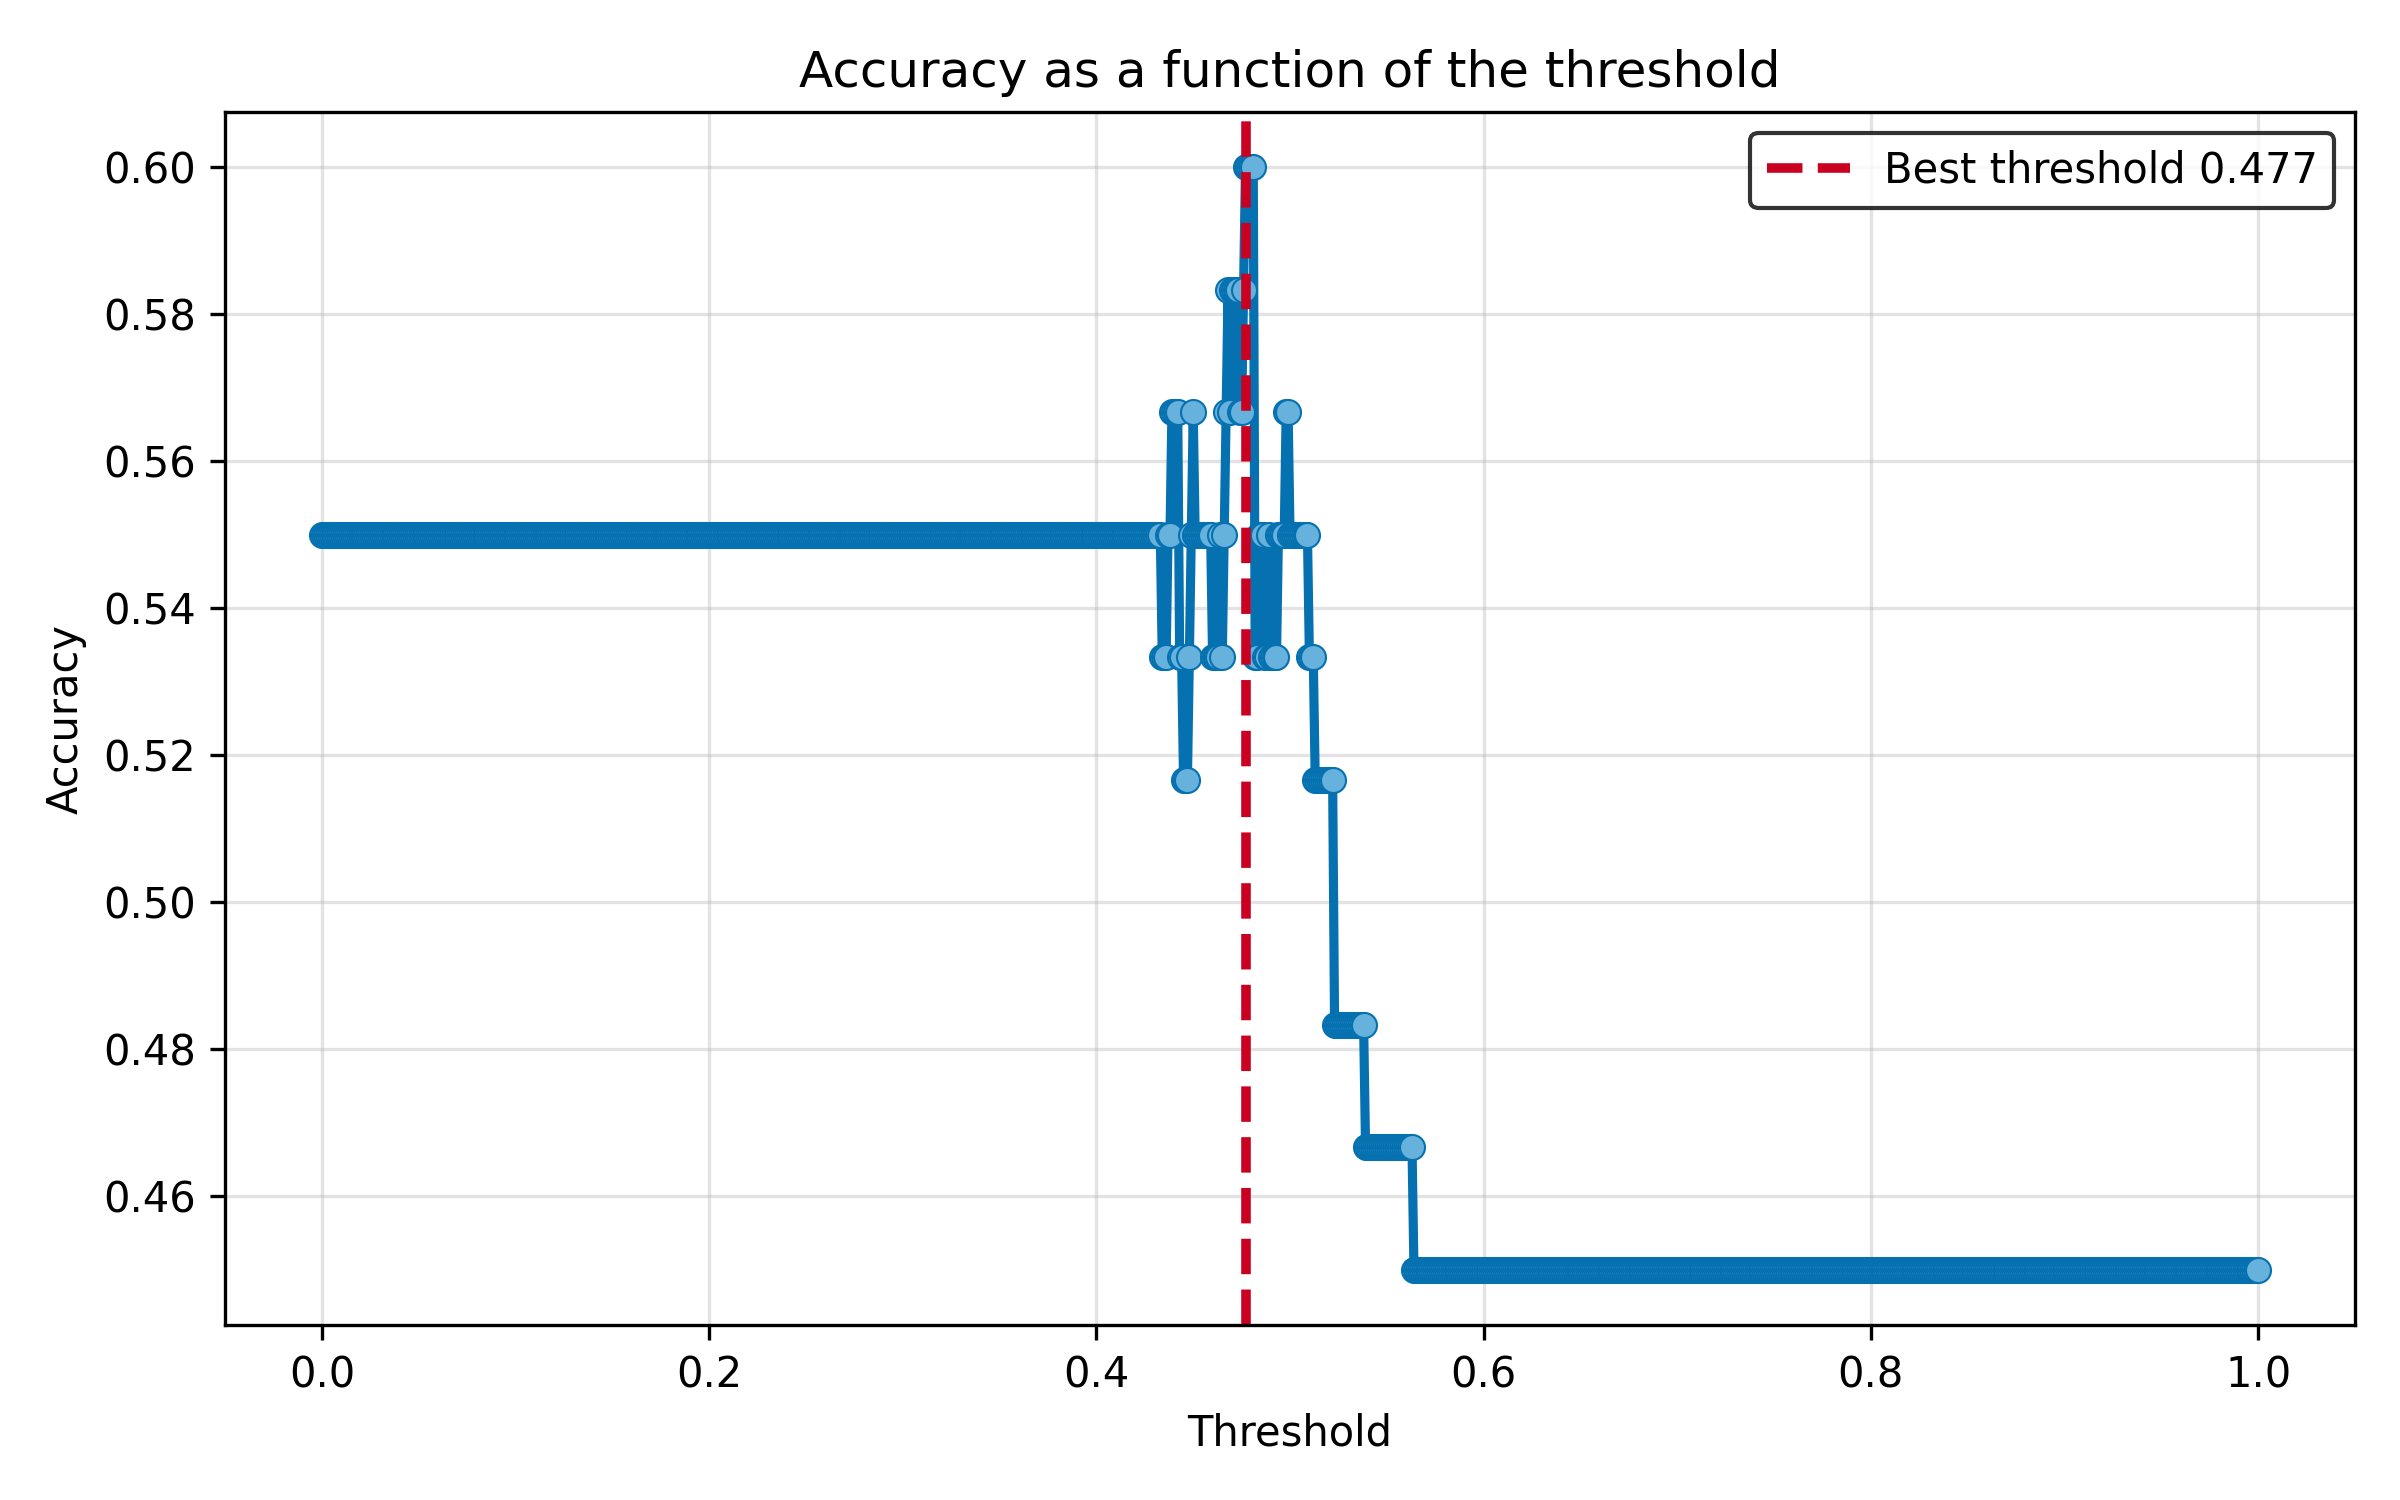 Accuracy as a function of the threshold
Best threshold 0.477
0.60
0.58
0.56
0.54
0.52
0.50
0.48
0.46
Accuracy
0.0 0.2 0.4 0.6 0.8 1.0
Threshold